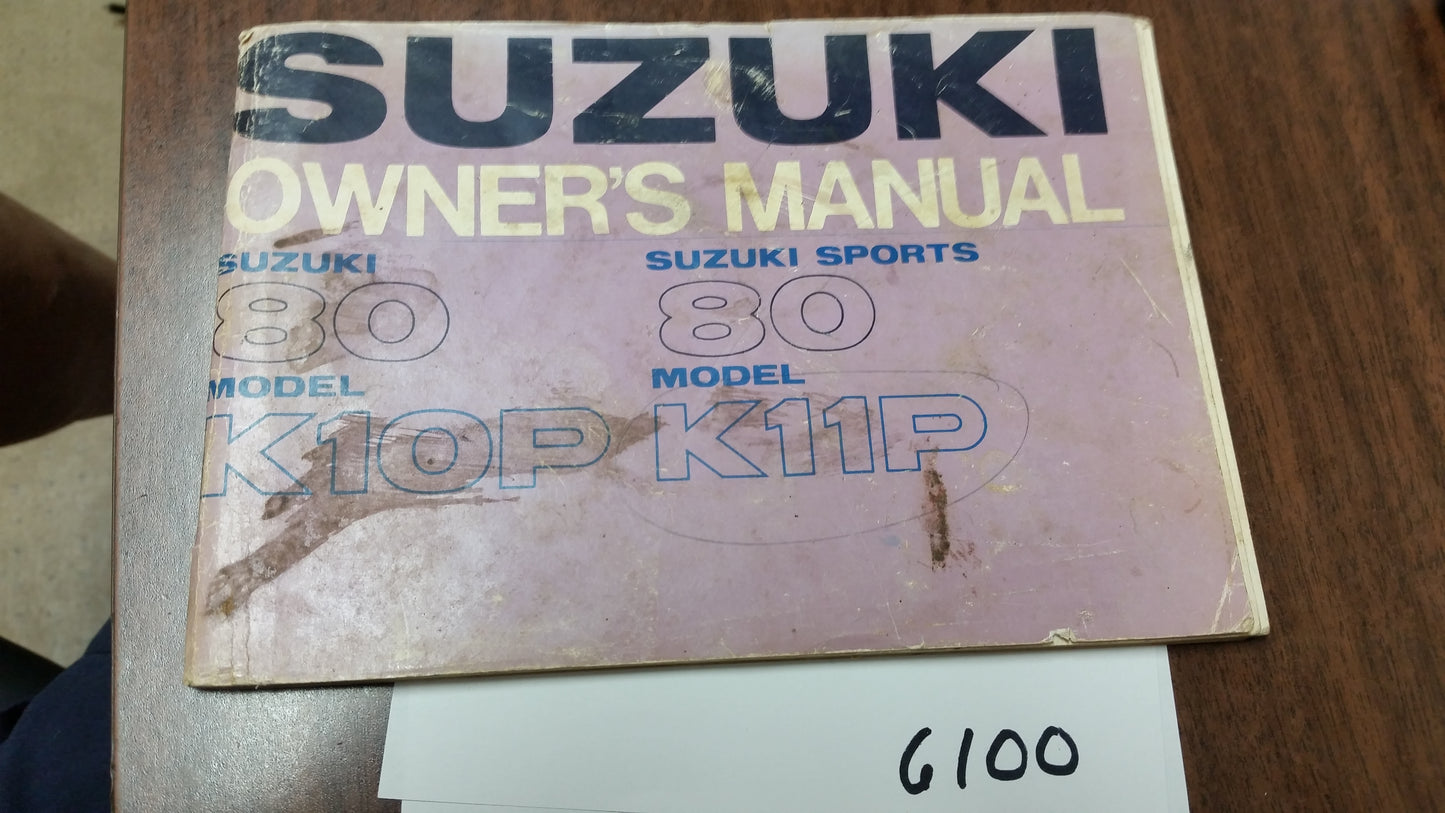 SUZUKI
OWNER'S MANUAL
SUZUKI
80
MODEL
K10P
SUZUKI SPORTS
80
MODEL
K11P
6100